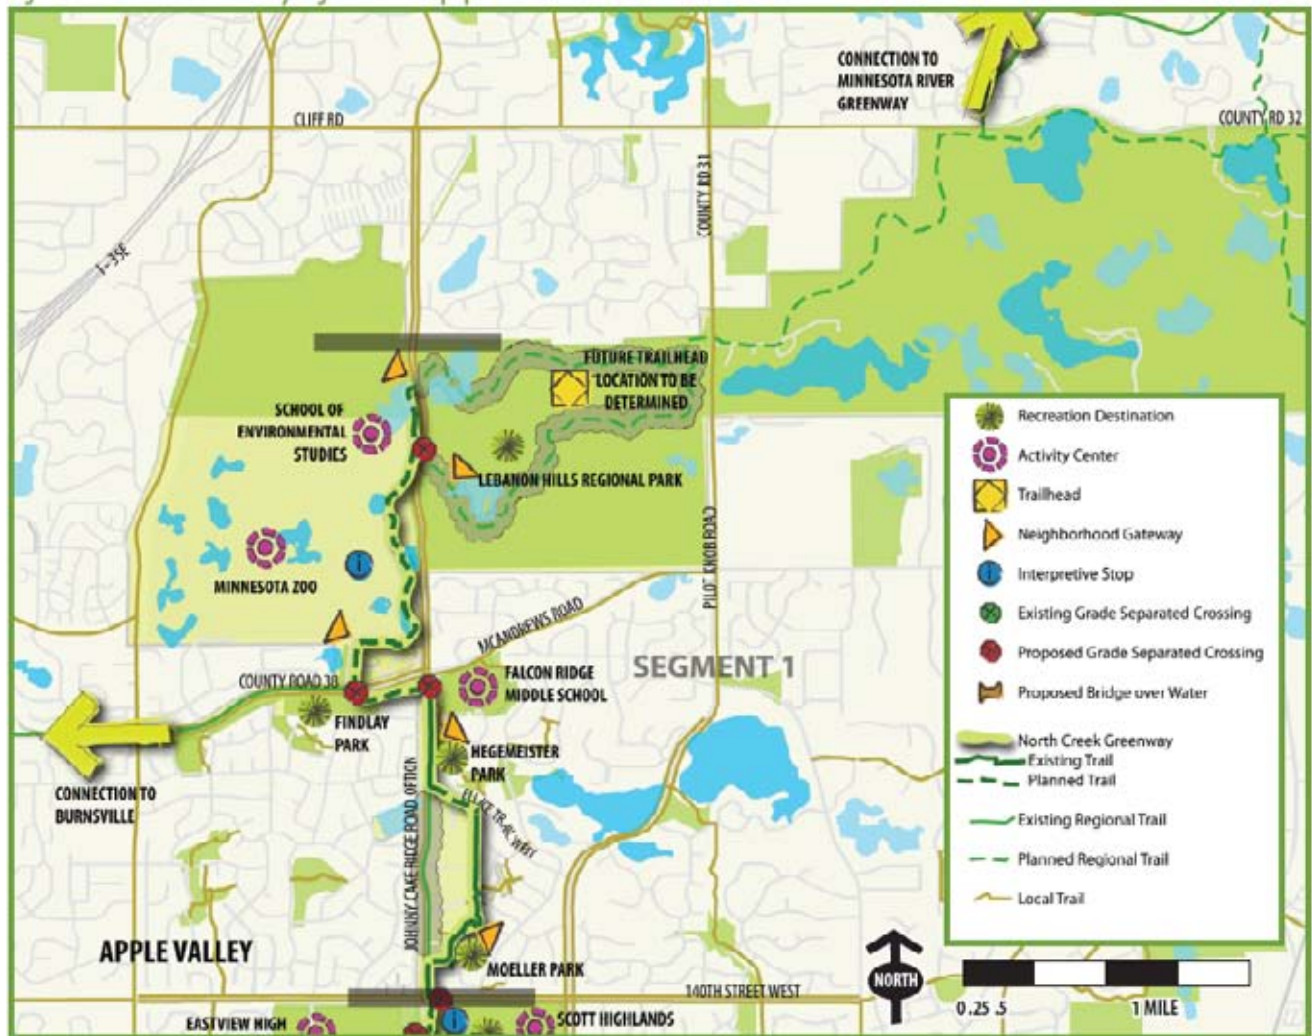 CONNECTION TO
MINNESOTA RIVER
GREENWAY
CLIFF RD
COUNTY RD 32
COUNTY RD 31
I-35E
FUTURE TRAILHEAD
LOCATION TO BE
DETERMINED
SCHOOL OF
ENVIRONMENTAL
STUDIES
LEBANON HILLS REGIONAL PARK
MINNESOTA ZOO
PILOT KNOB ROAD
MCANDREWS ROAD
COUNTY ROAD 38
SEGMENT 1
FALCON RIDGE
MIDDLE SCHOOL
FINDLAY
PARK
HEGEMEISTER
PARK
CONNECTION TO
BURNSVILLE
JOHNNY CAKE RIDGE ROAD OPTION
APPLE VALLEY
MOELLER PARK
140TH STREET WEST
EASTVIEW HIGH
SCOTT HIGHLANDS
Recreation Destination
Activity Center
Trailhead
Neighborhood Gateway
Interpretive Stop
Existing Grade Separated Crossing
Proposed Grade Separated Crossing
Proposed Bridge over Water
North Creek Greenway
Existing Trail
Planned Trail
Existing Regional Trail
Planned Regional Trail
Local Trail
NORTH
0 .25 .5 1 MILE